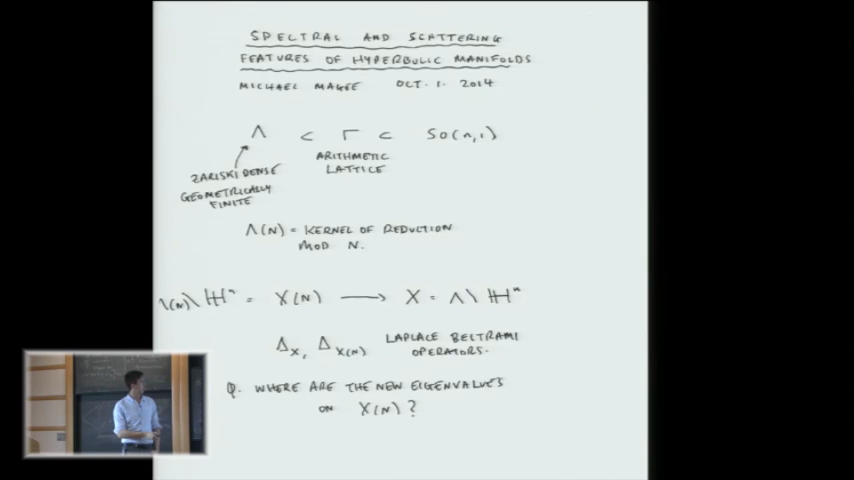 SPECTRAL AND SCATTERING
FEATURES OF HYPERBOLIC MANIFOLDS
MICHAEL MAGEE OCT. 1. 2014
Λ < Γ < SO(n,1)
ZARISKI DENSE
GEOMETRICALLY
FINITE
ARITHMETIC
LATTICE
Λ(N) = KERNEL OF REDUCTION
MOD N.
Λ(N)\ℍⁿ = X(N) ⟶ X = Λ\ℍⁿ
Δ_X, Δ_X(N) LAPLACE BELTRAMI
OPERATORS.
Q. WHERE ARE THE NEW EIGENVALUES
ON X(N)?